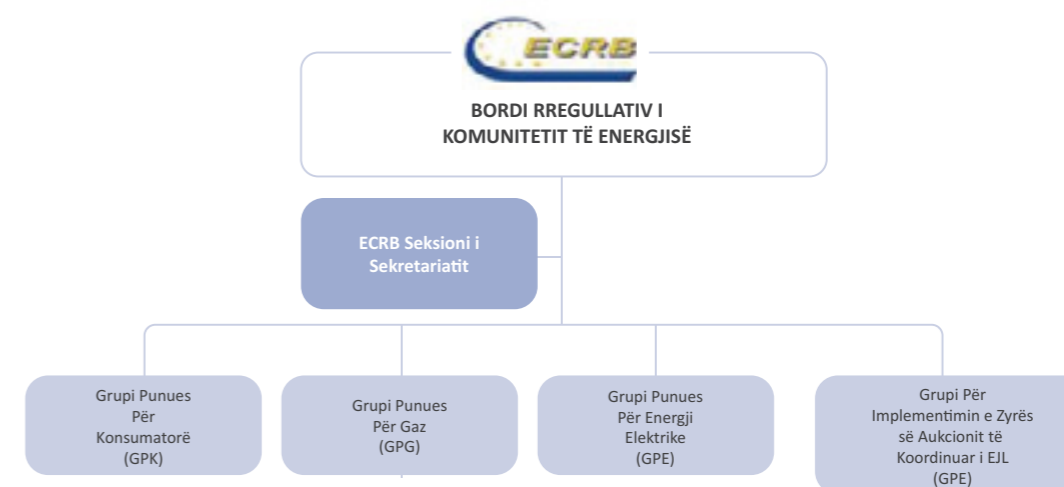 ECRB
BORDI RREGULLATIV I
KOMUNITETIT TË ENERGJISË
ECRB Seksioni i
Sekretariatit
Grupi Punues
Për
Konsumatorë
(GPK)
Grupi Punues
Për Gaz
(GPG)
Grupi Punues
Për Energji
Elektrike
(GPE)
Grupi Për
Implementimin e Zyrës
së Aukcionit të
Koordinuar i EJL
(GPE)